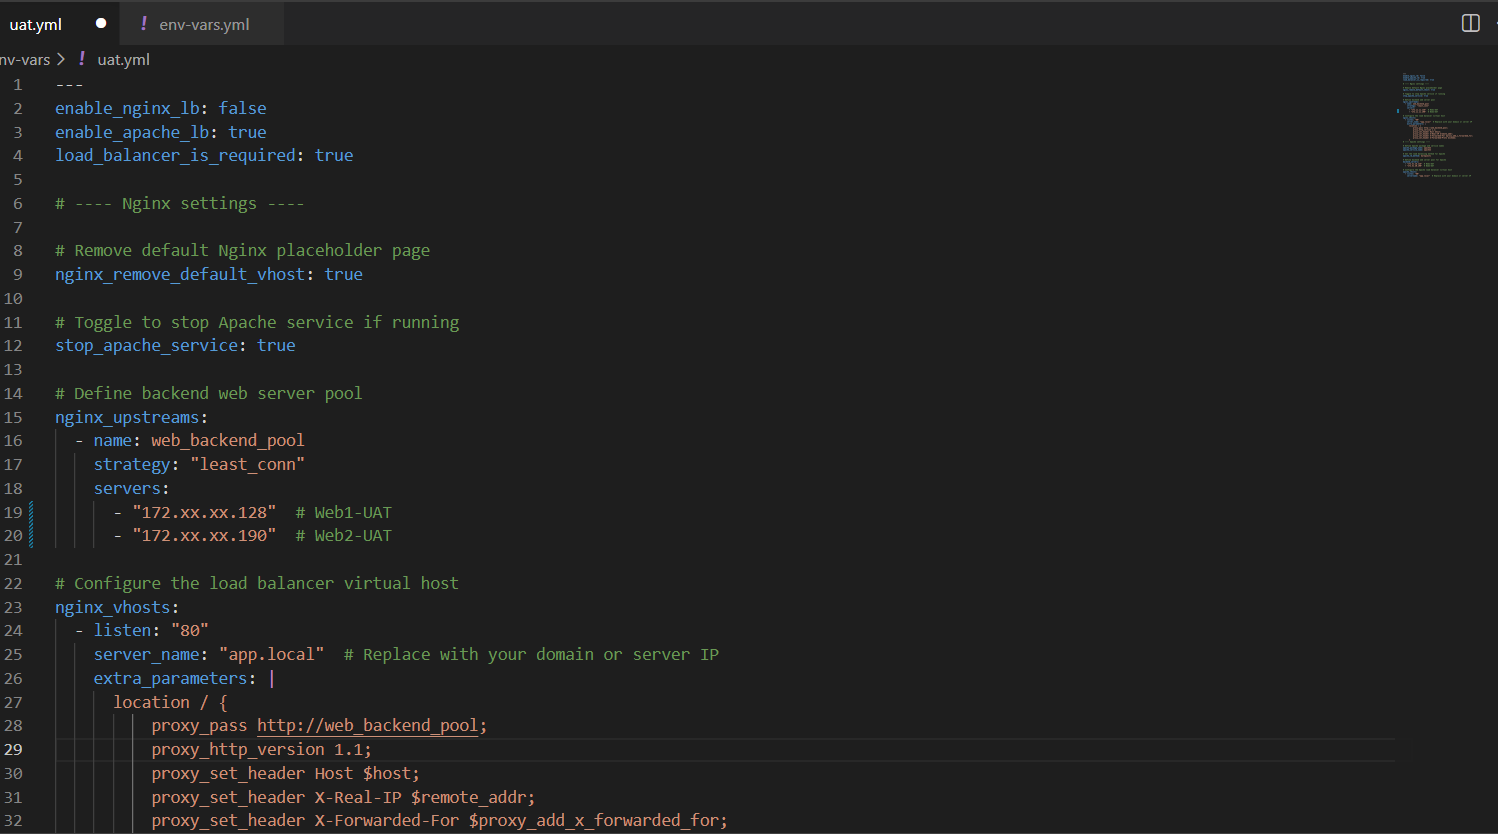 uat.yml ● ! env-vars.yml
nv-vars > ! uat.yml
1 ---
2 enable_nginx_lb: false
3 enable_apache_lb: true
4 load_balancer_is_required: true
5
6 # ---- Nginx settings ----
7
8 # Remove default Nginx placeholder page
9 nginx_remove_default_vhost: true
10
11 # Toggle to stop Apache service if running
12 stop_apache_service: true
13
14 # Define backend web server pool
15 nginx_upstreams:
16 - name: web_backend_pool
17 strategy: "least_conn"
18 servers:
19 - "172.xx.xx.128" # Web1-UAT
20 - "172.xx.xx.190" # Web2-UAT
21
22 # Configure the load balancer virtual host
23 nginx_vhosts:
24 - listen: "80"
25 server_name: "app.local" # Replace with your domain or server IP
26 extra_parameters: |
27 location / {
28 proxy_pass http://web_backend_pool;
29 proxy_http_version 1.1;
30 proxy_set_header Host $host;
31 proxy_set_header X-Real-IP $remote_addr;
32 proxy_set_header X-Forwarded-For $proxy_add_x_forwarded_for;